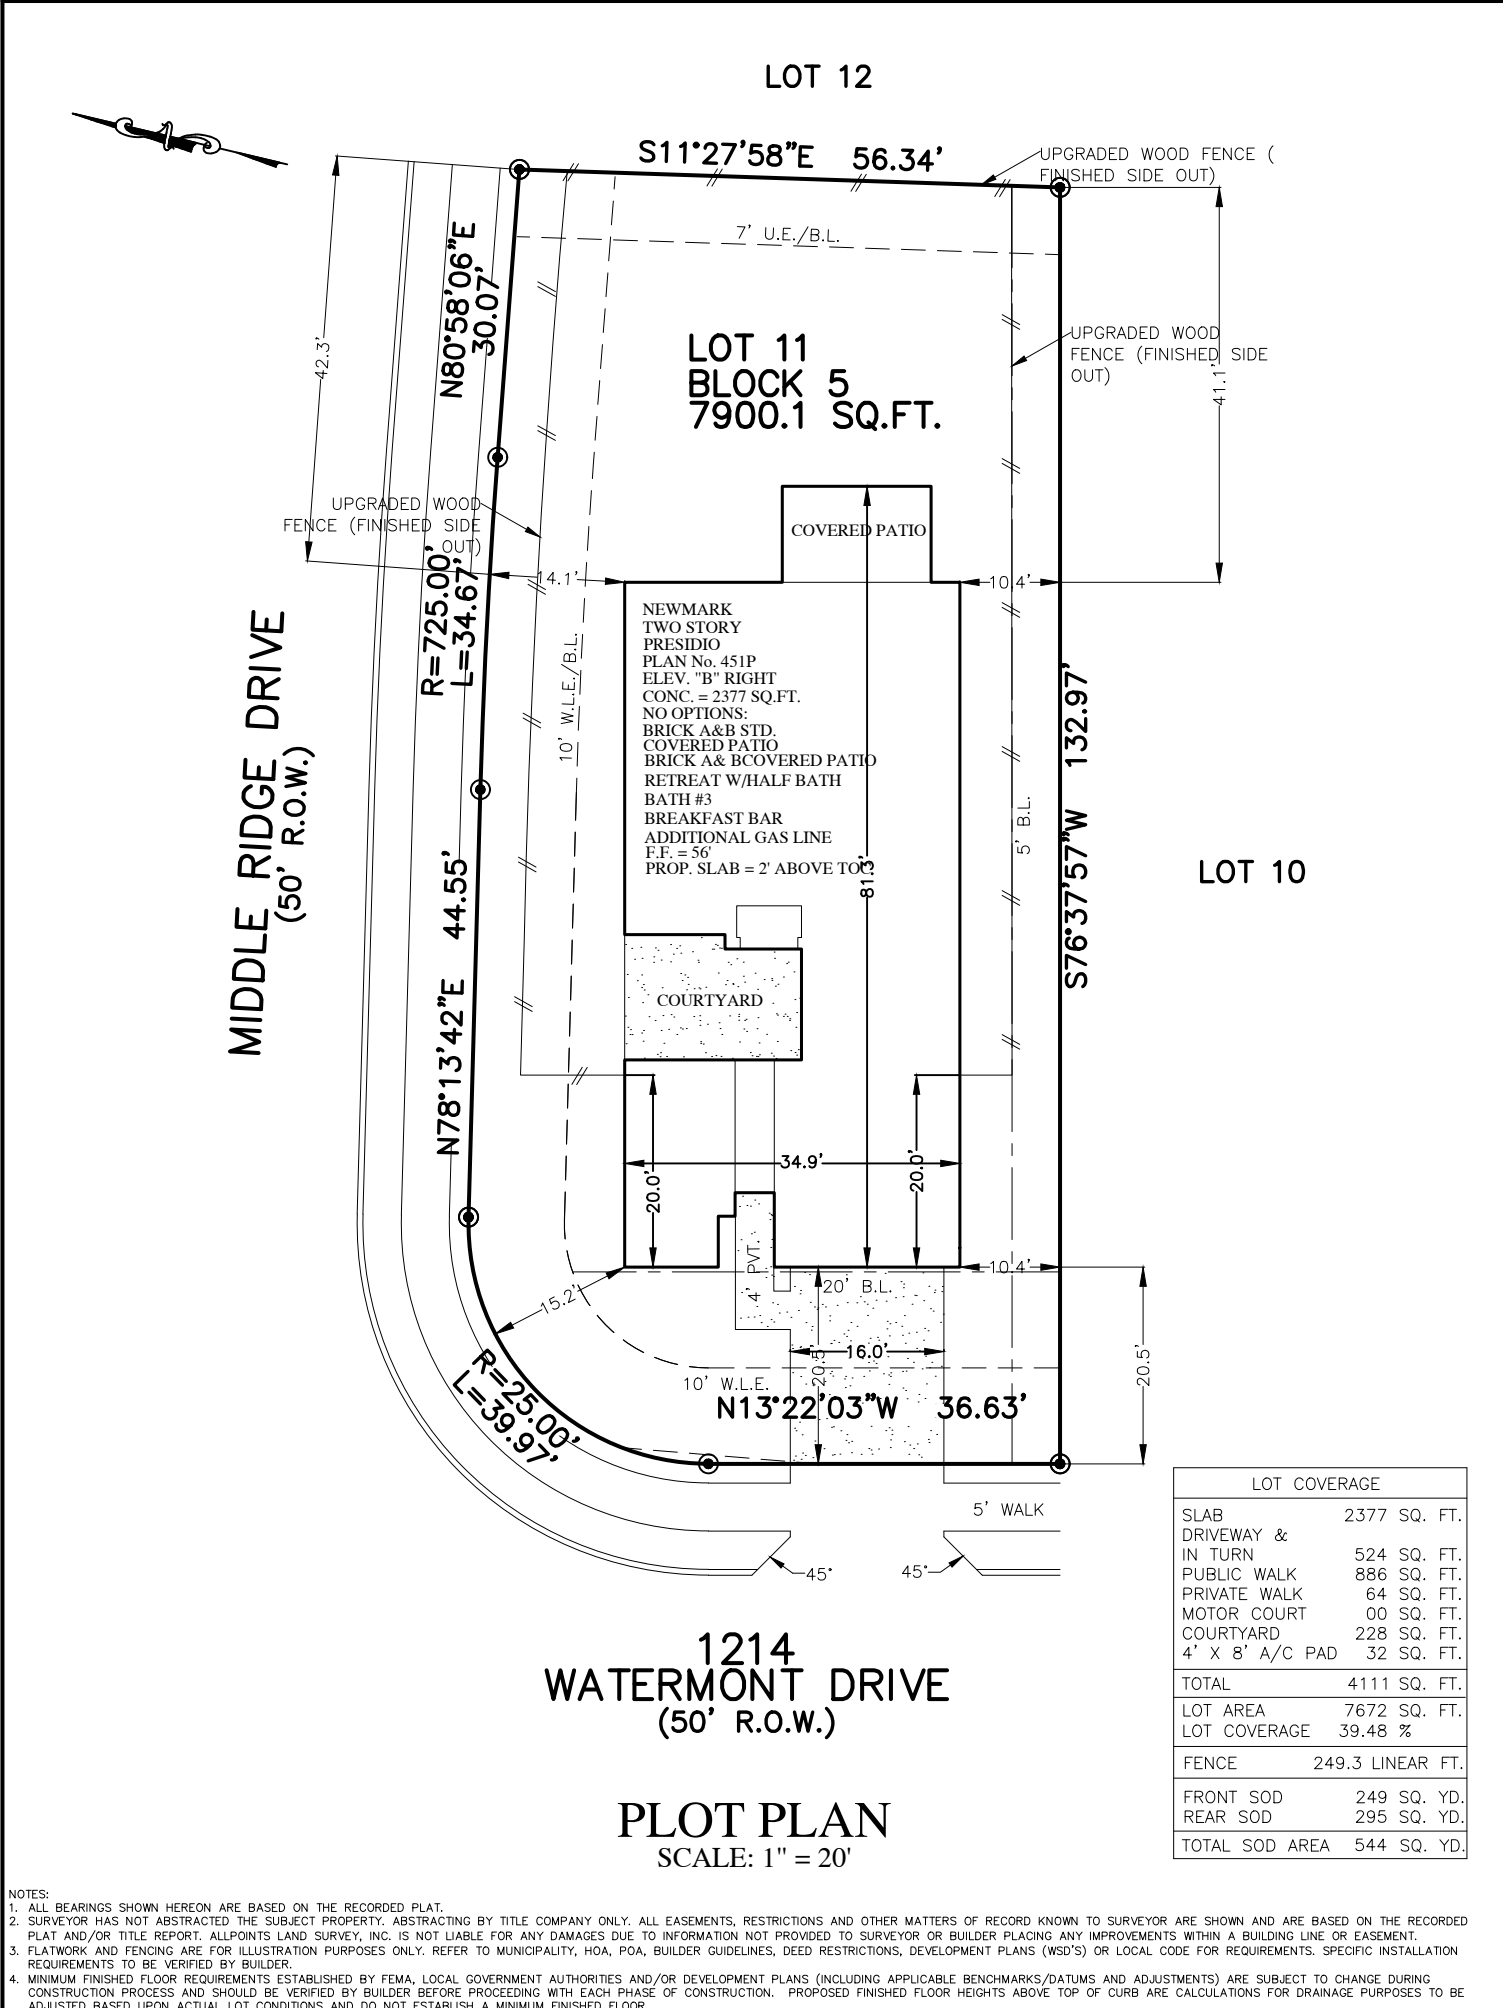 LOT 12
S11°27'58"E 56.34'
UPGRADED WOOD FENCE (
FINISHED SIDE OUT)
7' U.E./B.L.
N80°58'06"E
30.07'
42.3'
LOT 11
BLOCK 5
7900.1 SQ.FT.
UPGRADED WOOD
FENCE (FINISHED SIDE
OUT)
41.1'
UPGRADED WOOD
FENCE (FINISHED SIDE
OUT)
COVERED PATIO
R=725.00'
L=34.67'
14.1'
10.4'
NEWMARK
TWO STORY
PRESIDIO
PLAN No. 451P
ELEV. "B" RIGHT
CONC. = 2377 SQ.FT.
NO OPTIONS:
BRICK A&B STD.
COVERED PATIO
BRICK A& BCOVERED PATIO
RETREAT W/HALF BATH
BATH #3
BREAKFAST BAR
ADDITIONAL GAS LINE
F.F. = 56'
PROP. SLAB = 2' ABOVE TOC
81.3'
10' W.L.E./B.L.
5' B.L.
S76°37'57"W 132.97'
LOT 10
MIDDLE RIDGE DRIVE
(50' R.O.W.)
N78°13'42"E 44.55'
COURTYARD
34.9'
20.0'
20.0'
4' PVT.
10.4'
20' B.L.
15.2'
16.0'
20.5'
20.5'
10' W.L.E.
N13°22'03"W 36.63'
R=25.00'
L=39.97'
5' WALK
45°
45°
1214
WATERMONT DRIVE
(50' R.O.W.)
PLOT PLAN
SCALE: 1" = 20'
LOT COVERAGE
SLAB 2377 SQ. FT.
DRIVEWAY &
IN TURN 524 SQ. FT.
PUBLIC WALK 886 SQ. FT.
PRIVATE WALK 64 SQ. FT.
MOTOR COURT 00 SQ. FT.
COURTYARD 228 SQ. FT.
4' X 8' A/C PAD 32 SQ. FT.
TOTAL 4111 SQ. FT.
LOT AREA 7672 SQ. FT.
LOT COVERAGE 39.48 %
FENCE 249.3 LINEAR FT.
FRONT SOD 249 SQ. YD.
REAR SOD 295 SQ. YD.
TOTAL SOD AREA 544 SQ. YD.
NOTES:
1. ALL BEARINGS SHOWN HEREON ARE BASED ON THE RECORDED PLAT.
2. SURVEYOR HAS NOT ABSTRACTED THE SUBJECT PROPERTY. ABSTRACTING BY TITLE COMPANY ONLY. ALL EASEMENTS, RESTRICTIONS AND OTHER MATTERS OF RECORD KNOWN TO SURVEYOR ARE SHOWN AND ARE BASED ON THE RECORDED
PLAT AND/OR TITLE REPORT. ALLPOINTS LAND SURVEY, INC. IS NOT LIABLE FOR ANY DAMAGES DUE TO INFORMATION NOT PROVIDED TO SURVEYOR OR BUILDER PLACING ANY IMPROVEMENTS WITHIN A BUILDING LINE OR EASEMENT.
3. FLATWORK AND FENCING ARE FOR ILLUSTRATION PURPOSES ONLY. REFER TO MUNICIPALITY, HOA, POA, BUILDER GUIDELINES, DEED RESTRICTIONS, DEVELOPMENT PLANS (WSD'S) OR LOCAL CODE FOR REQUIREMENTS. SPECIFIC INSTALLATION
REQUIREMENTS TO BE VERIFIED BY BUILDER.
4. MINIMUM FINISHED FLOOR REQUIREMENTS ESTABLISHED BY FEMA, LOCAL GOVERNMENT AUTHORITIES AND/OR DEVELOPMENT PLANS (INCLUDING APPLICABLE BENCHMARKS/DATUMS AND ADJUSTMENTS) ARE SUBJECT TO CHANGE DURING
CONSTRUCTION PROCESS AND SHOULD BE VERIFIED BY BUILDER BEFORE PROCEEDING WITH EACH PHASE OF CONSTRUCTION. PROPOSED FINISHED FLOOR HEIGHTS ABOVE TOP OF CURB ARE CALCULATIONS FOR DRAINAGE PURPOSES TO BE
ADJUSTED BASED UPON ACTUAL LOT CONDITIONS AND DO NOT ESTABLISH A MINIMUM FINISHED FLOOR.